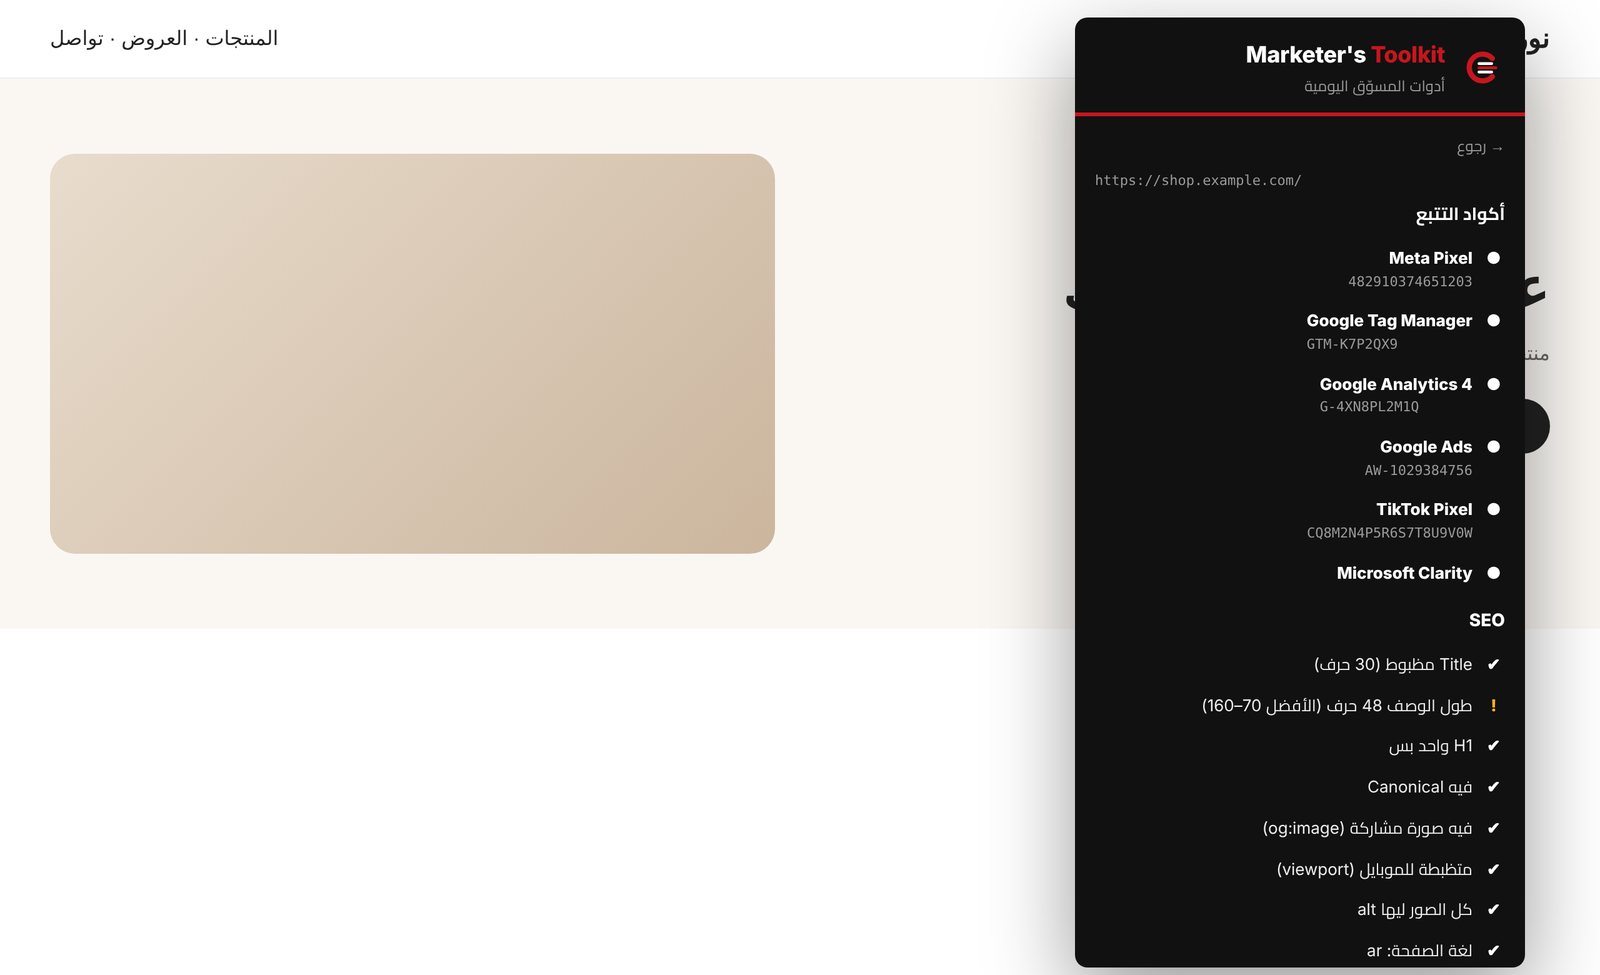 المنتجات · العروض · تواصل
Marketer's Toolkit
أدوات المسوّق اليومية
→ رجوع
https://shop.example.com/
أكواد التتبع
Meta Pixel
482910374651203
Google Tag Manager
GTM-K7P2QX9
Google Analytics 4
G-4XN8PL2M1Q
Google Ads
AW-1029384756
TikTok Pixel
CQ8M2N4P5R6S7T8U9V0W
Microsoft Clarity
SEO
✔ Title مظبوط (30 حرف)
! طول الوصف 48 حرف (الأفضل 70–160)
✔ H1 واحد بس
✔ فيه Canonical
✔ فيه صورة مشاركة (og:image)
✔ متظبطة للموبايل (viewport)
✔ كل الصور ليها alt
✔ لغة الصفحة: ar